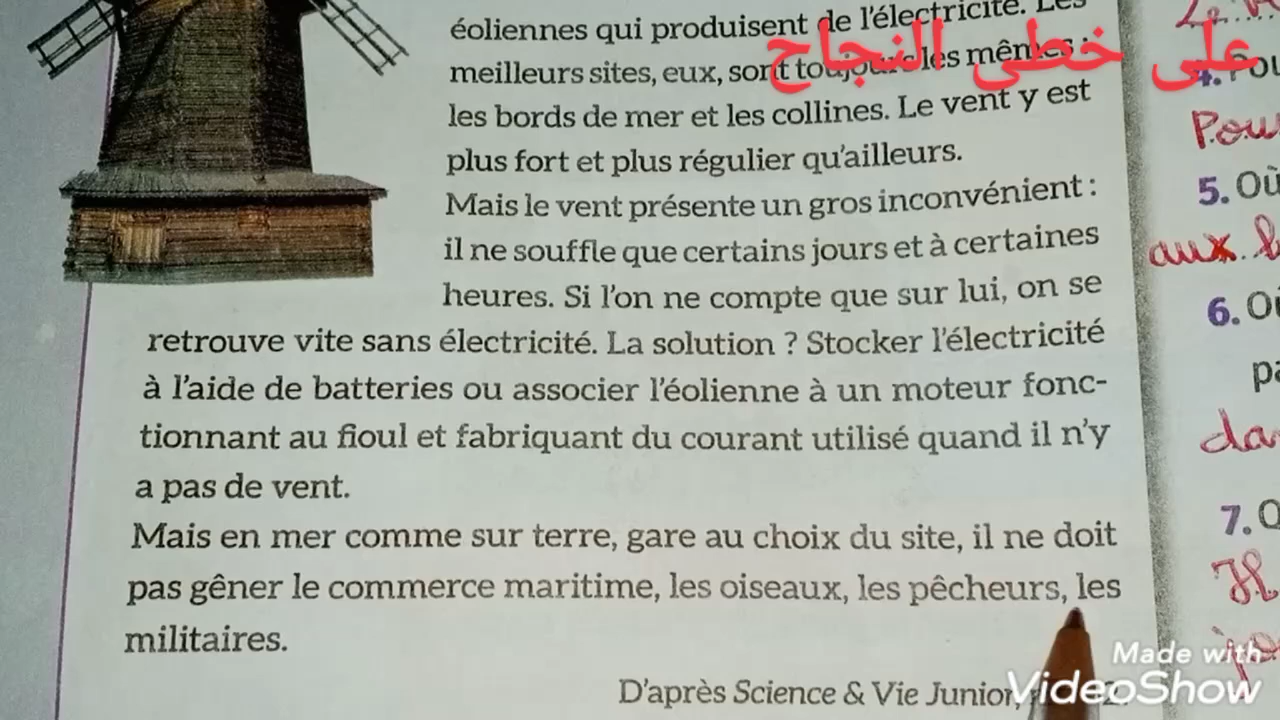 éoliennes qui produisent de l'électricité. Les
meilleurs sites, eux, sont toujours les mêmes :
les bords de mer et les collines. Le vent y est
plus fort et plus régulier qu'ailleurs.
Mais le vent présente un gros inconvénient :
il ne souffle que certains jours et à certaines
heures. Si l'on ne compte que sur lui, on se
retrouve vite sans électricité. La solution ? Stocker l'électricité
à l'aide de batteries ou associer l'éolienne à un moteur fonc-
tionnant au fioul et fabriquant du courant utilisé quand il n'y
a pas de vent.
Mais en mer comme sur terre, gare au choix du site, il ne doit
pas gêner le commerce maritime, les oiseaux, les pêcheurs, les
militaires.
D'après Science & Vie Junior,
على خطى النجاح
4.
5. Où
aux
6.
7.
Made with
VideoShow